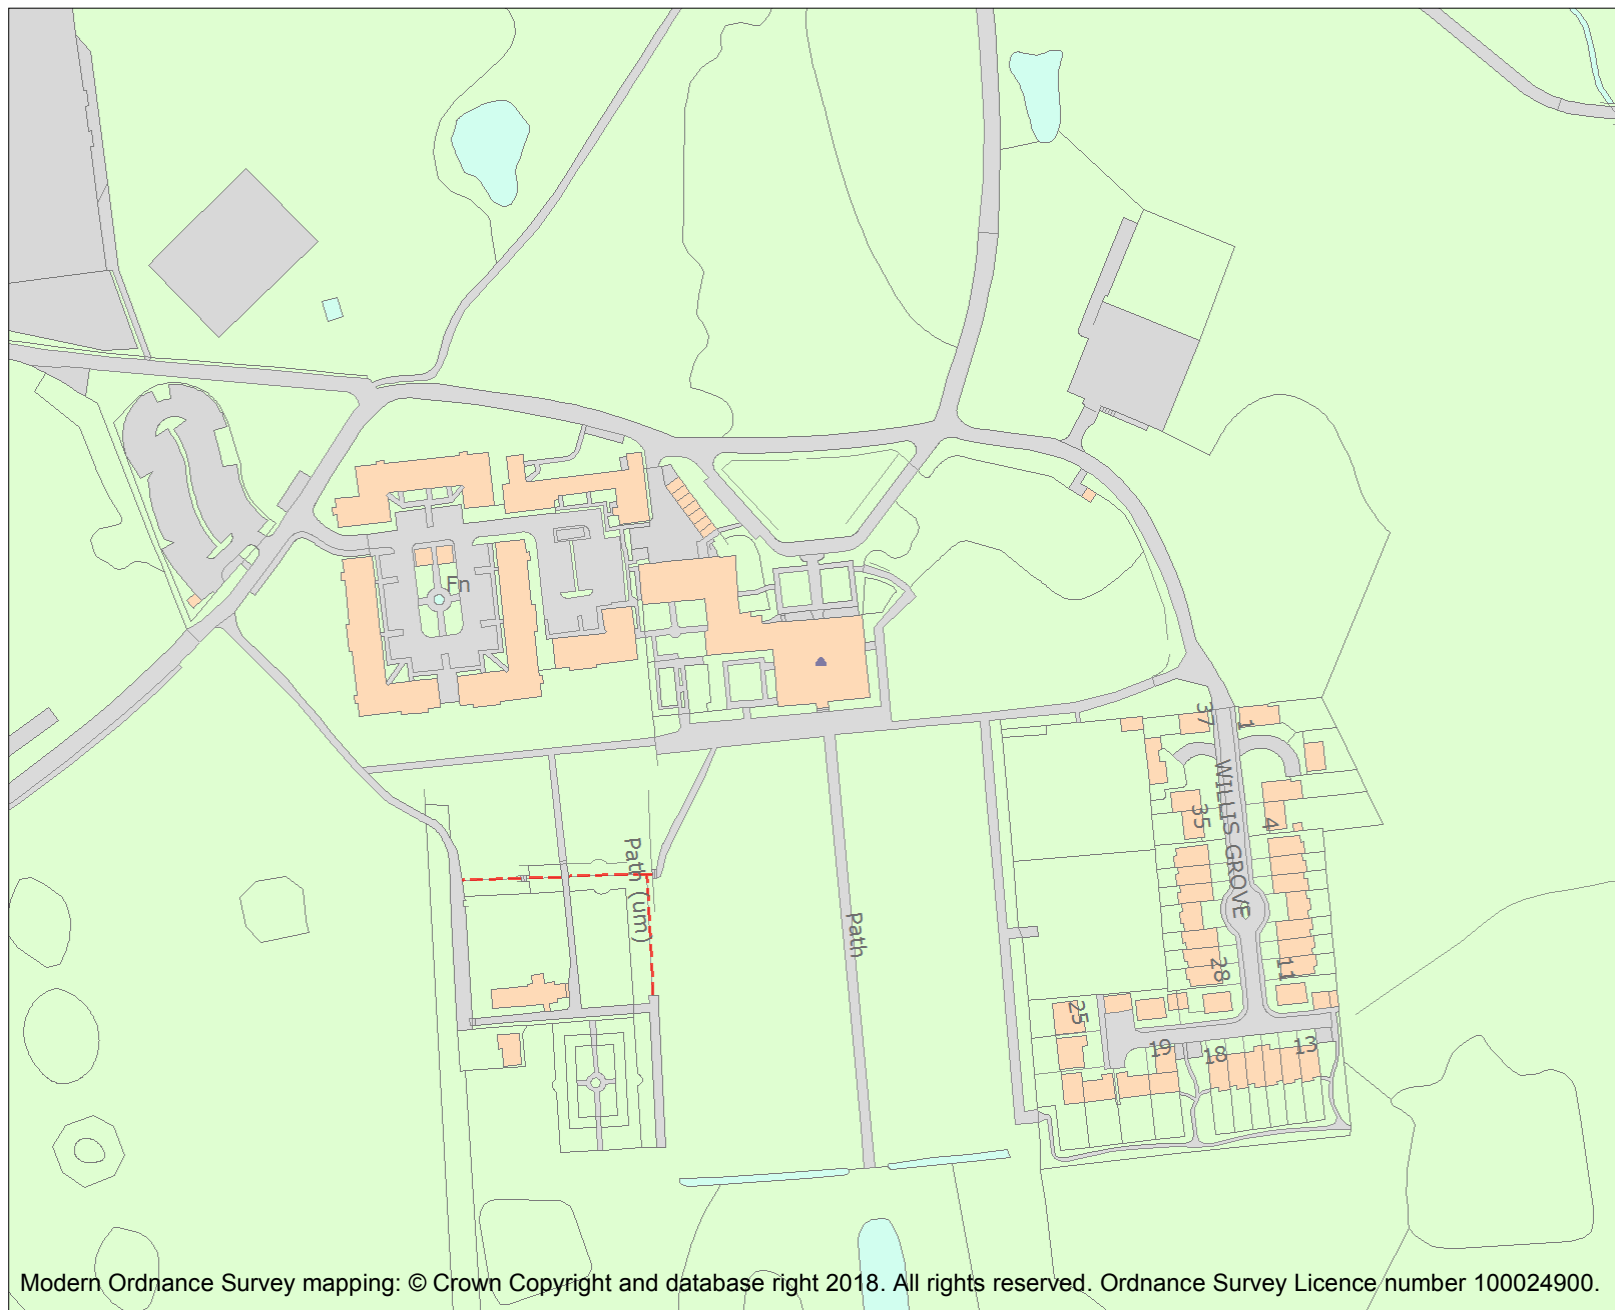 Fn
37
1
WILLIS GROVE
35
4
Path (um)
Path
28
11
25
19
18
13
Modern Ordnance Survey mapping: © Crown Copyright and database right 2018. All rights reserved. Ordnance Survey Licence number 100024900.